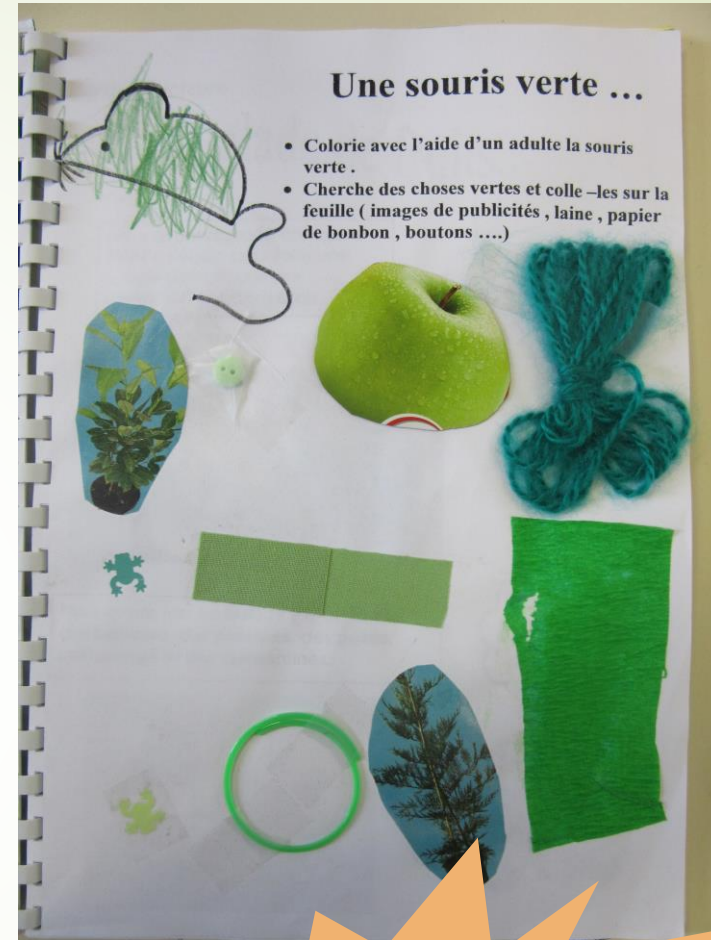 Une souris verte ...
• Colorie avec l'aide d'un adulte la souris
verte .
• Cherche des choses vertes et colle –les sur la
feuille ( images de publicités , laine , papier
de bonbon , boutons ….)